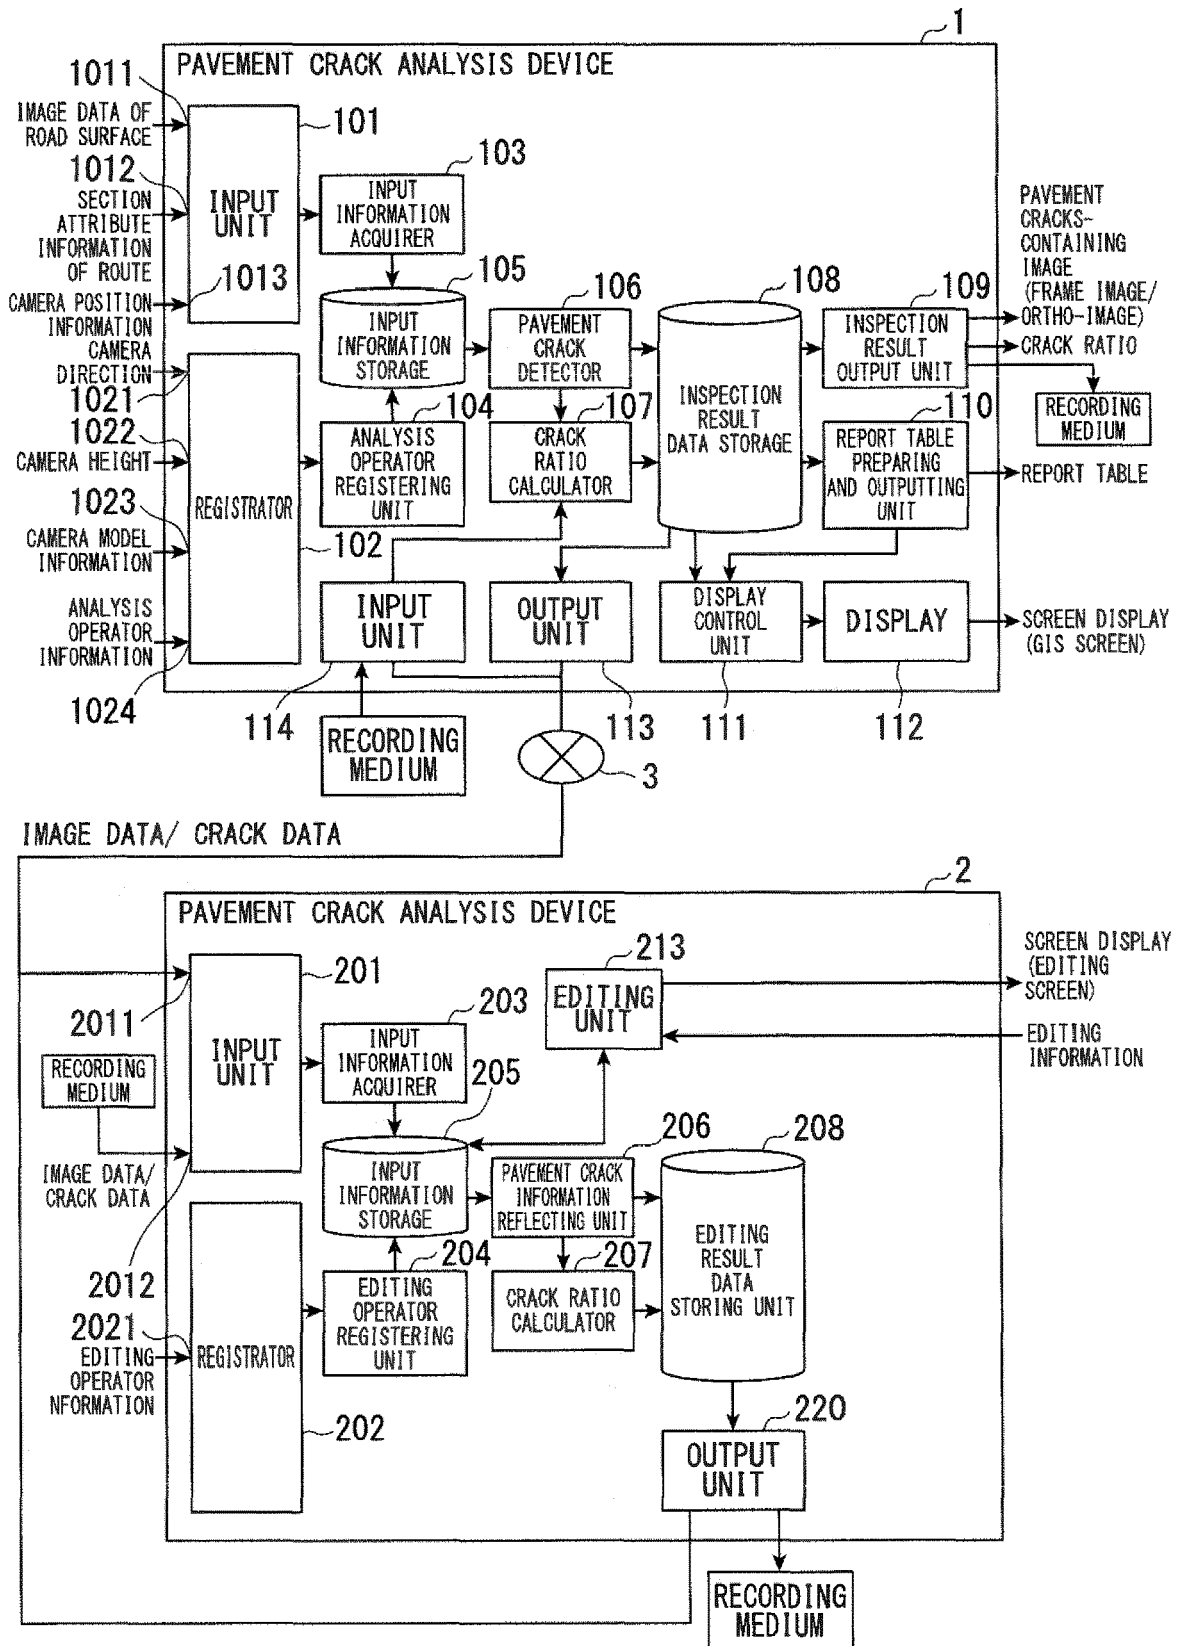 1
PAVEMENT CRACK ANALYSIS DEVICE
1011
IMAGE DATA OF
ROAD SURFACE
101
1012
SECTION
ATTRIBUTE
INFORMATION
OF ROUTE
INPUT
UNIT
103
INPUT
INFORMATION
ACQUIRER
1013
CAMERA POSITION
INFORMATION
CAMERA
DIRECTION
105
INPUT
INFORMATION
STORAGE
106
PAVEMENT
CRACK
DETECTOR
108
INSPECTION
RESULT
DATA STORAGE
109
INSPECTION
RESULT
OUTPUT UNIT
PAVEMENT
CRACKS-
CONTAINING
IMAGE
(FRAME IMAGE/
ORTHO-IMAGE)
CRACK RATIO
RECORDING
MEDIUM
1021
1022
CAMERA HEIGHT
1023
CAMERA MODEL
INFORMATION
ANALYSIS
OPERATOR
INFORMATION
1024
REGISTRATOR
102
104
ANALYSIS
OPERATOR
REGISTERING
UNIT
107
CRACK
RATIO
CALCULATOR
110
REPORT TABLE
PREPARING
AND OUTPUTTING
UNIT
REPORT TABLE
INPUT
UNIT
OUTPUT
UNIT
DISPLAY
CONTROL
UNIT
DISPLAY
SCREEN DISPLAY
(GIS SCREEN)
114
113
111
112
RECORDING
MEDIUM
3
IMAGE DATA/ CRACK DATA
2
PAVEMENT CRACK ANALYSIS DEVICE
2011
201
INPUT
UNIT
203
INPUT
INFORMATION
ACQUIRER
213
EDITING
UNIT
SCREEN DISPLAY
(EDITING
SCREEN)
EDITING
INFORMATION
RECORDING
MEDIUM
IMAGE DATA/
CRACK DATA
2012
205
INPUT
INFORMATION
STORAGE
206
PAVEMENT CRACK
INFORMATION
REFLECTING UNIT
208
EDITING
RESULT
DATA
STORING UNIT
2021
EDITING
OPERATOR
NFORMATION
REGISTRATOR
202
204
EDITING
OPERATOR
REGISTERING
UNIT
207
CRACK RATIO
CALCULATOR
220
OUTPUT
UNIT
RECORDING
MEDIUM